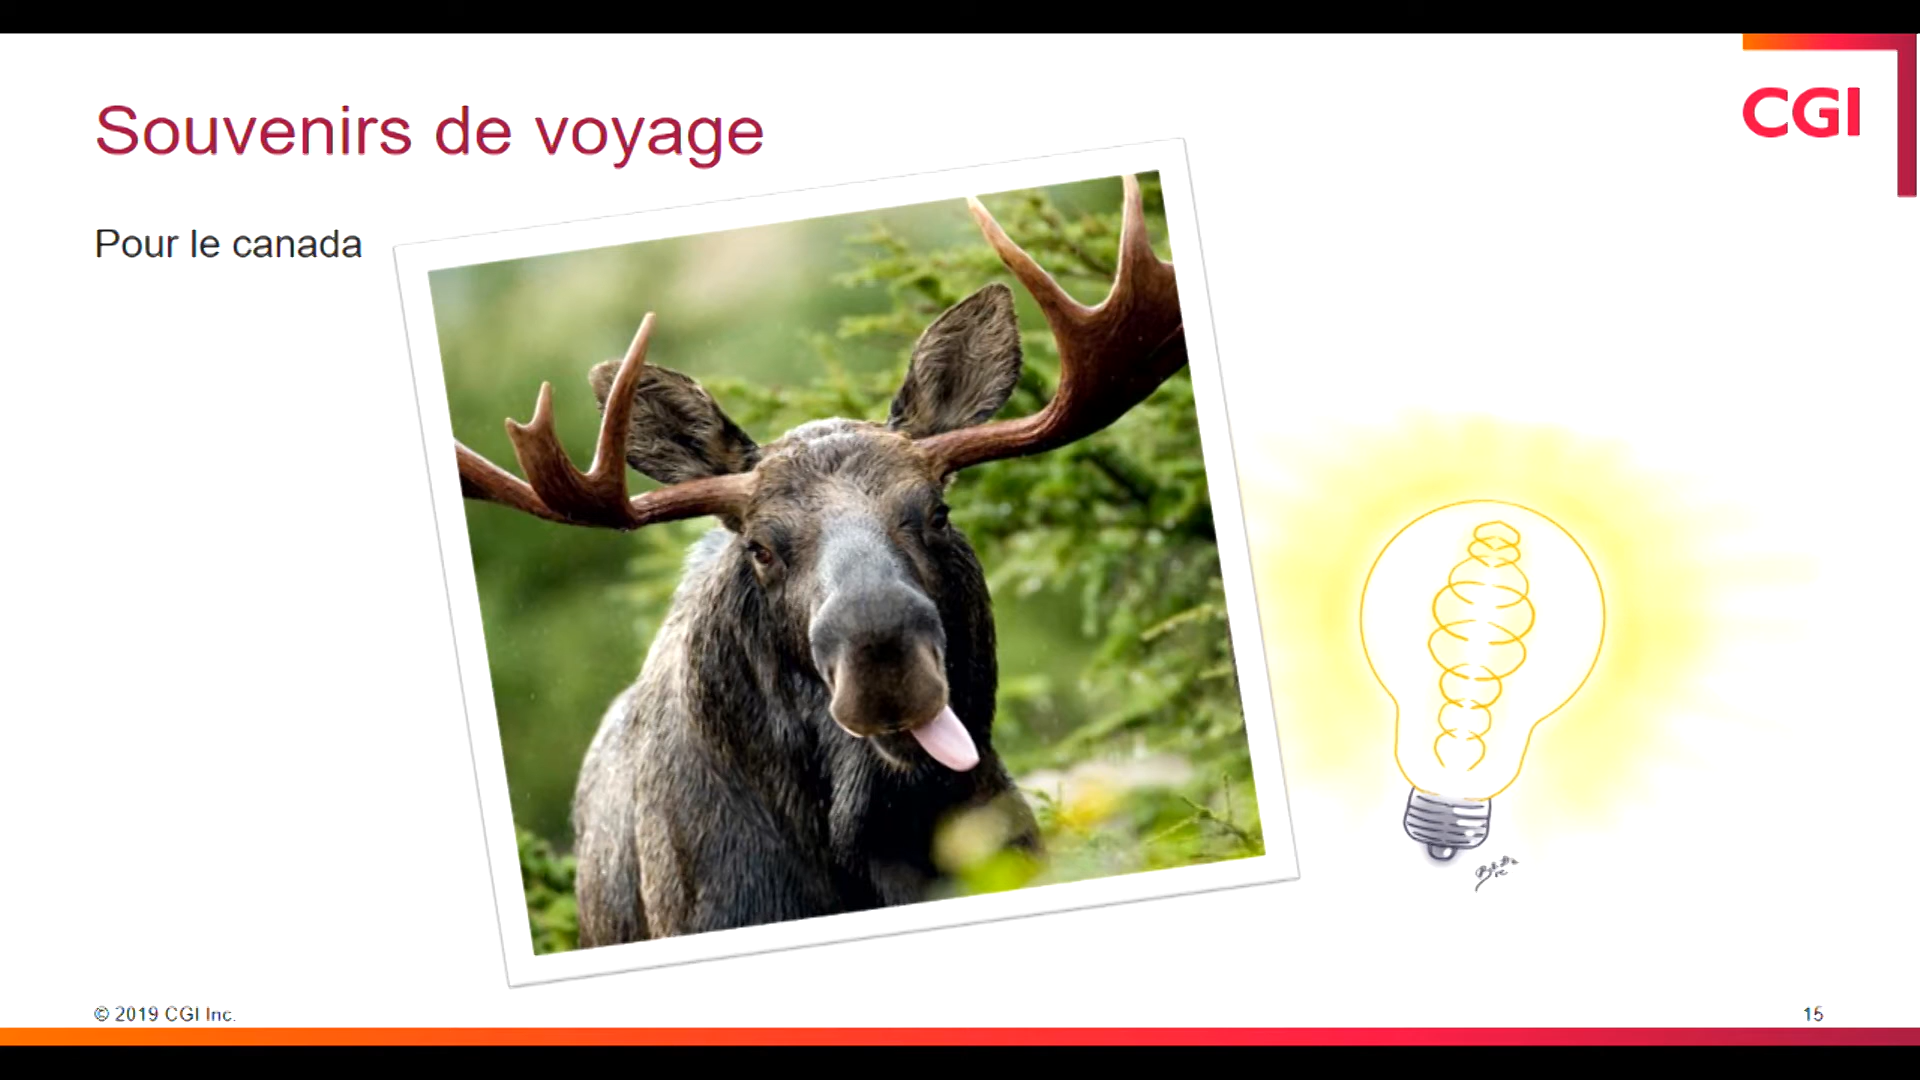 Souvenirs de voyage
CGI
Pour le canada
© 2019 CGI Inc.
15